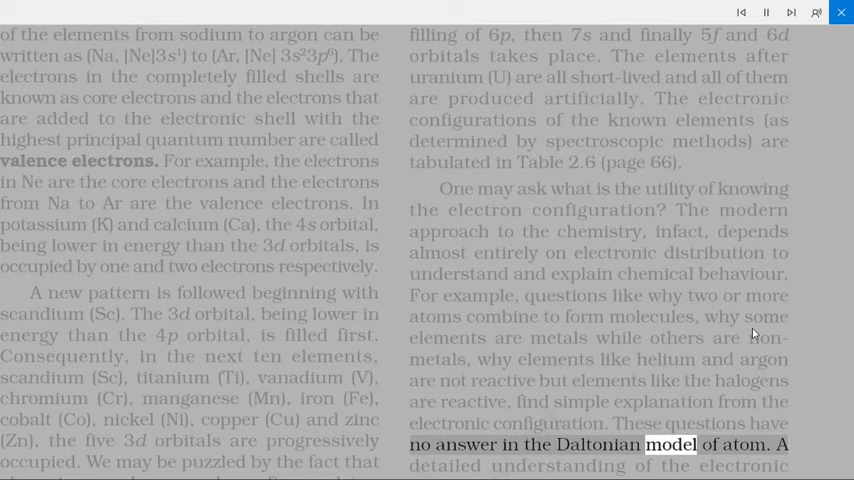 of the elements from sodium to argon can be
written as (Na, [Ne]3s¹) to (Ar, [Ne] 3s²3p⁶). The
electrons in the completely filled shells are
known as core electrons and the electrons that
are added to the electronic shell with the
highest principal quantum number are called
valence electrons. For example, the electrons
in Ne are the core electrons and the electrons
from Na to Ar are the valence electrons. In
potassium (K) and calcium (Ca), the 4s orbital,
being lower in energy than the 3d orbitals, is
occupied by one and two electrons respectively.
A new pattern is followed beginning with
scandium (Sc). The 3d orbital, being lower in
energy than the 4p orbital, is filled first.
Consequently, in the next ten elements,
scandium (Sc), titanium (Ti), vanadium (V),
chromium (Cr), manganese (Mn), iron (Fe),
cobalt (Co), nickel (Ni), copper (Cu) and zinc
(Zn), the five 3d orbitals are progressively
occupied. We may be puzzled by the fact that
filling of 6p, then 7s and finally 5f and 6d
orbitals takes place. The elements after
uranium (U) are all short-lived and all of them
are produced artificially. The electronic
configurations of the known elements (as
determined by spectroscopic methods) are
tabulated in Table 2.6 (page 66).
One may ask what is the utility of knowing
the electron configuration? The modern
approach to the chemistry, infact, depends
almost entirely on electronic distribution to
understand and explain chemical behaviour.
For example, questions like why two or more
atoms combine to form molecules, why some
elements are metals while others are non-
metals, why elements like helium and argon
are not reactive but elements like the halogens
are reactive, find simple explanation from the
electronic configuration. These questions have
no answer in the Daltonian model of atom. A
detailed understanding of the electronic